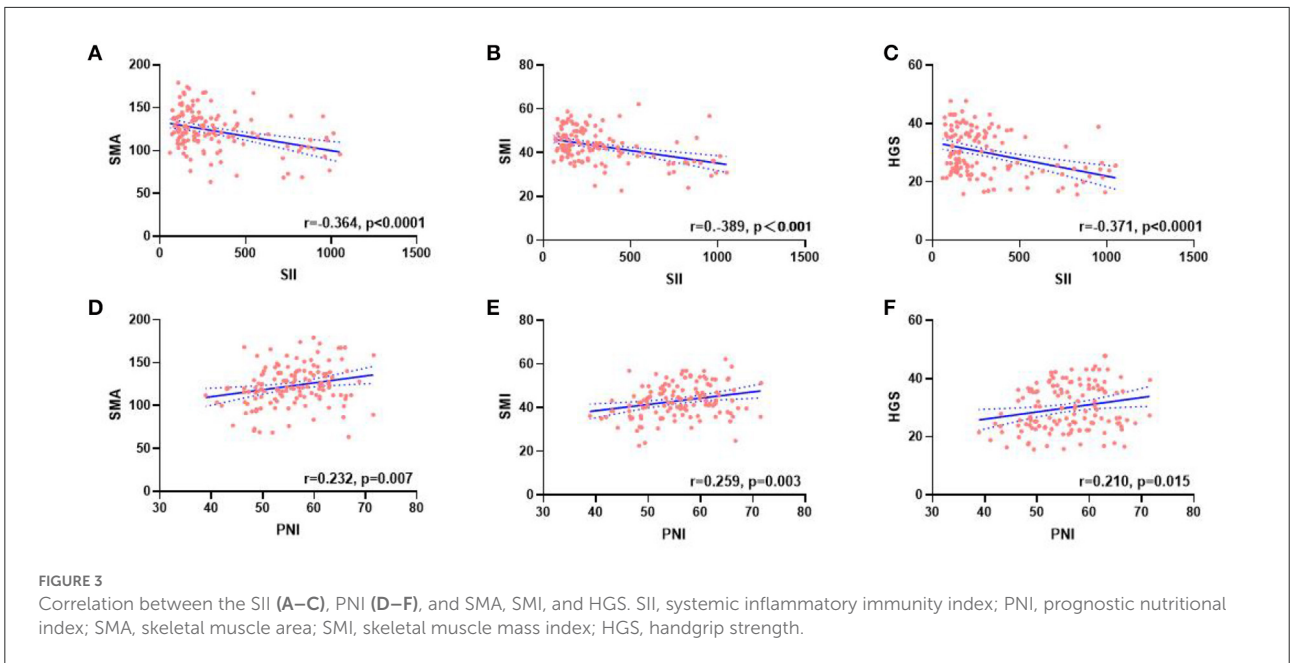 A
B
C
200
150
100
50
0
SMA
0
500
1000
1500
SII
r=-0.364, p<0.0001
80
60
40
20
0
SMI
0
500
1000
1500
SII
r=0.-389, p＜0.001
60
40
20
0
HGS
0
500
1000
1500
SII
r=-0.371, p<0.0001
D
E
F
200
150
100
50
0
SMA
30
40
50
60
70
80
PNI
r=0.232, p=0.007
80
60
40
20
0
SMI
30
40
50
60
70
80
PNI
r=0.259, p=0.003
60
40
20
0
HGS
30
40
50
60
70
80
PNI
r=0.210, p=0.015
FIGURE 3
Correlation between the SII (A–C), PNI (D–F), and SMA, SMI, and HGS. SII, systemic inflammatory immunity index; PNI, prognostic nutritional
index; SMA, skeletal muscle area; SMI, skeletal muscle mass index; HGS, handgrip strength.